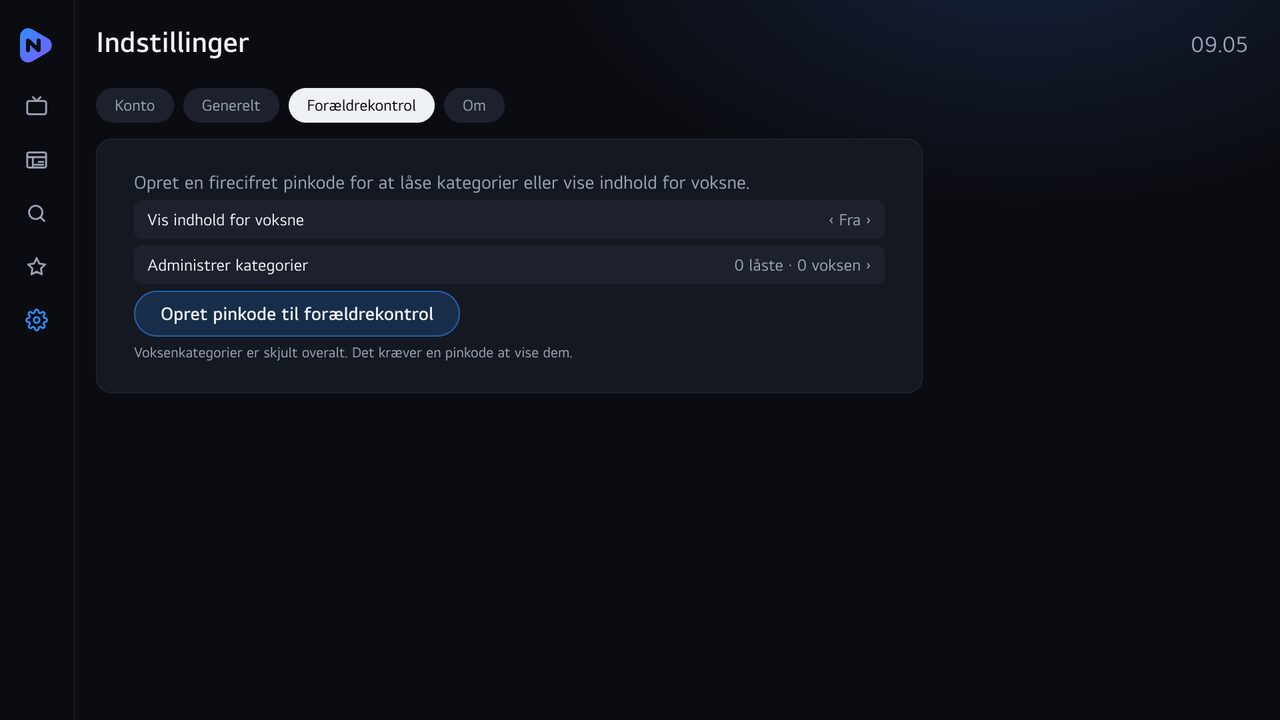 Indstillinger
09.05
Konto
Generelt
Forældrekontrol
Om
Opret en firecifret pinkode for at låse kategorier eller vise indhold for voksne.
Vis indhold for voksne
‹ Fra ›
Administrer kategorier
0 låste · 0 voksen ›
Opret pinkode til forældrekontrol
Voksenkategorier er skjult overalt. Det kræver en pinkode at vise dem.